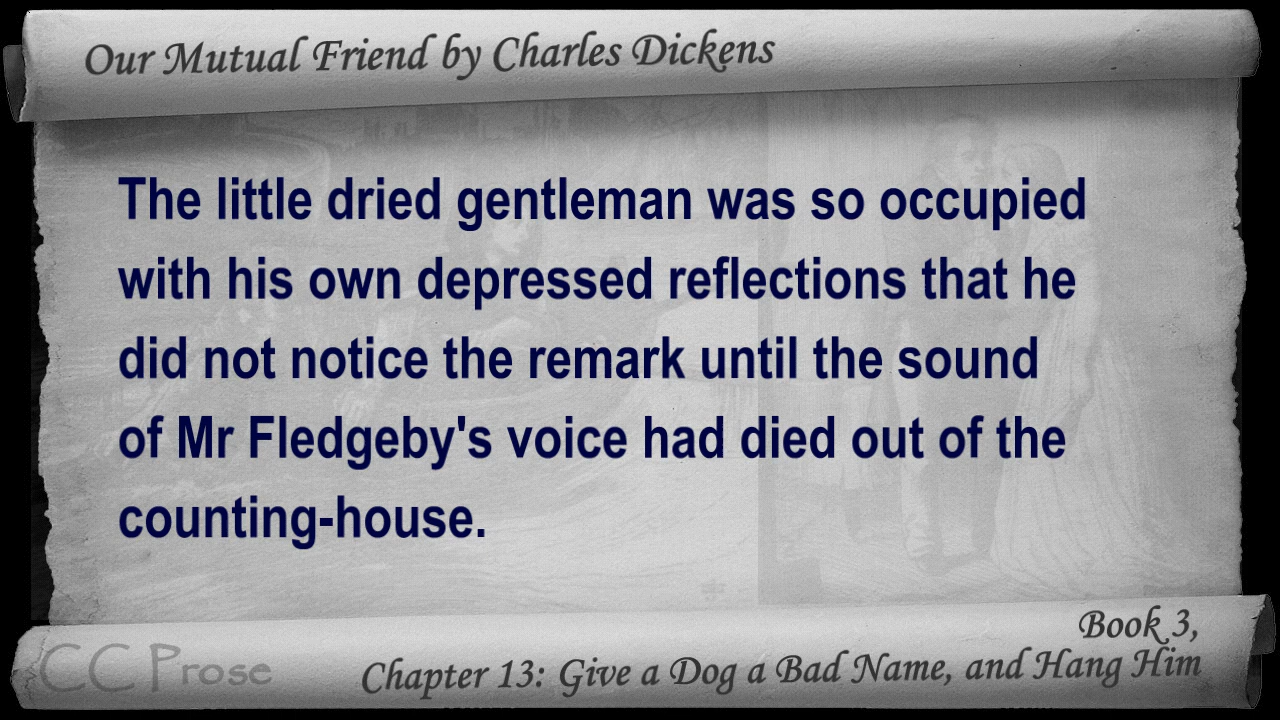 Our Mutual Friend by Charles Dickens
The little dried gentleman was so occupied
with his own depressed reflections that he
did not notice the remark until the sound
of Mr Fledgeby's voice had died out of the
counting-house.
Book 3,
Chapter 13: Give a Dog a Bad Name, and Hang Him
CC Prose